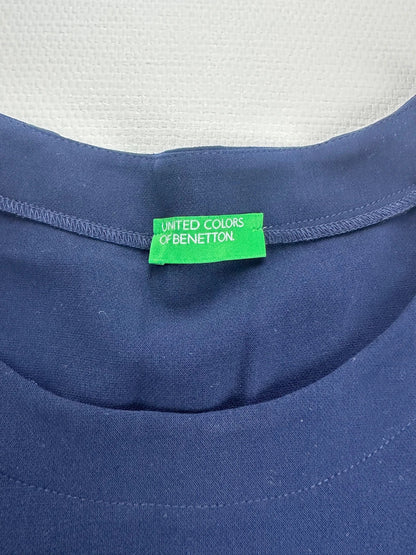 UNITED COLORS
OF BENETTON.